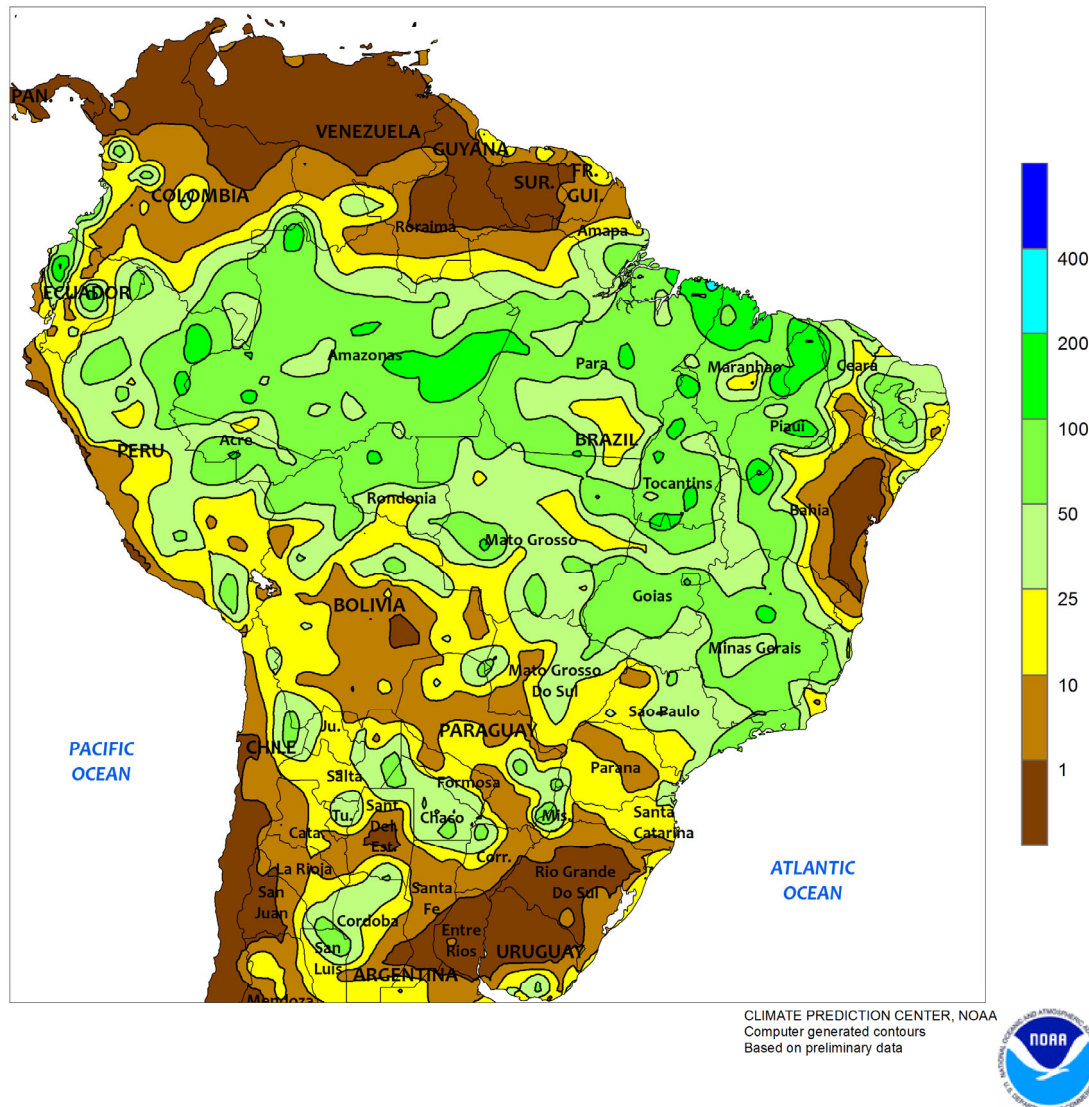 PAN.
VENEZUELA
GUYANA
SUR.
FR.
GUI.
COLOMBIA
Roraima
Amapa
ECUADOR
Amazonas
Para
Maranhao
Ceara
Piaui
PERU
Acre
BRAZIL
Tocantins
Rondonia
Bahia
Mato Grosso
BOLIVIA
Goias
Minas Gerais
Mato Grosso
Do Sul
Sao Paulo
PACIFIC
OCEAN
CHILE
Ju.
PARAGUAY
Parana
Salta
Formosa
Tu.
Sant
Del.
Est.
Chaco
Mis.
Santa
Catarina
Cata.
Corr.
La Rioja
Rio Grande
Do Sul
ATLANTIC
OCEAN
San
Juan
Santa
Fe
Cordoba
Entre
Rios
URUGUAY
San
Luis
ARGENTINA
Mendoza
400
200
100
50
25
10
1
CLIMATE PREDICTION CENTER, NOAA
Computer generated contours
Based on preliminary data
NOAA